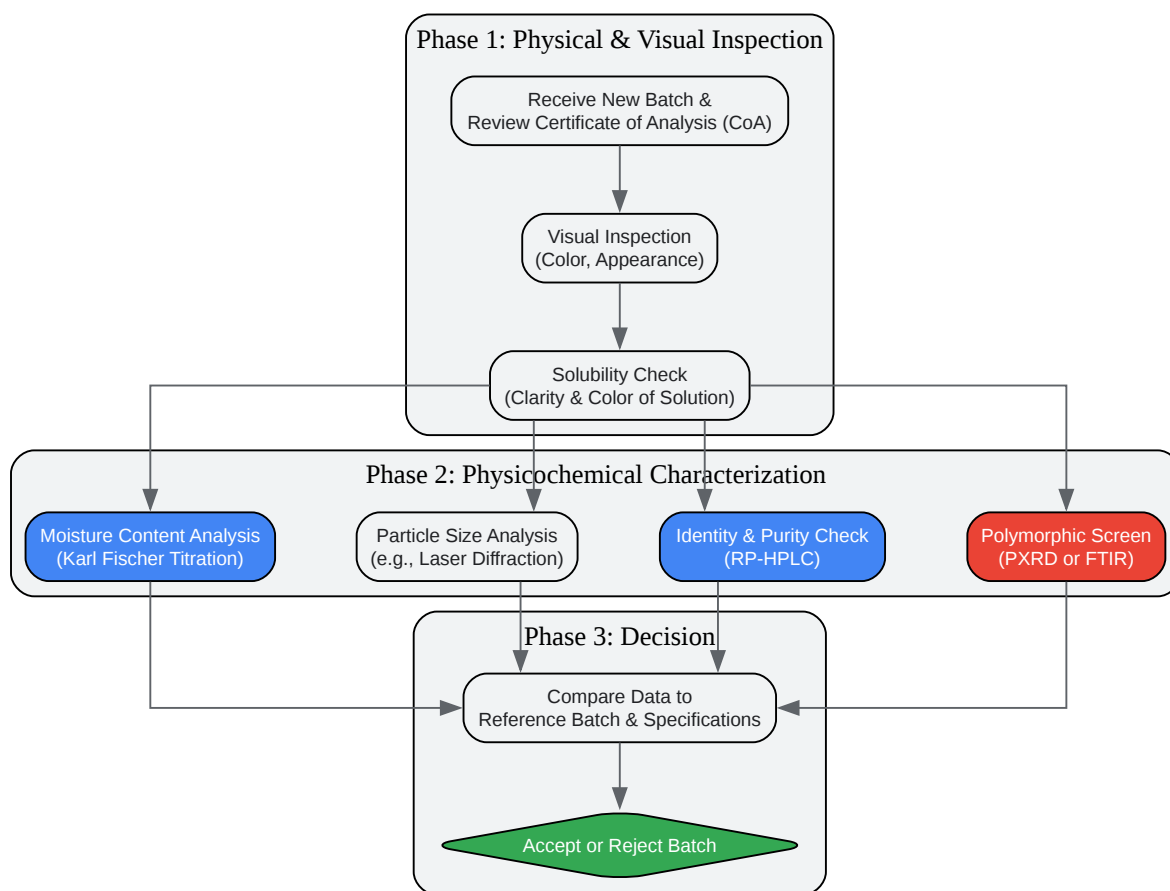 Phase 1: Physical & Visual Inspection
Receive New Batch &
Review Certificate of Analysis (CoA)
Visual Inspection
(Color, Appearance)
Solubility Check
(Clarity & Color of Solution)
Phase 2: Physicochemical Characterization
Moisture Content Analysis
(Karl Fischer Titration)
Particle Size Analysis
(e.g., Laser Diffraction)
Identity & Purity Check
(RP-HPLC)
Polymorphic Screen
(PXRD or FTIR)
Phase 3: Decision
Compare Data to
Reference Batch & Specifications
Accept or Reject Batch